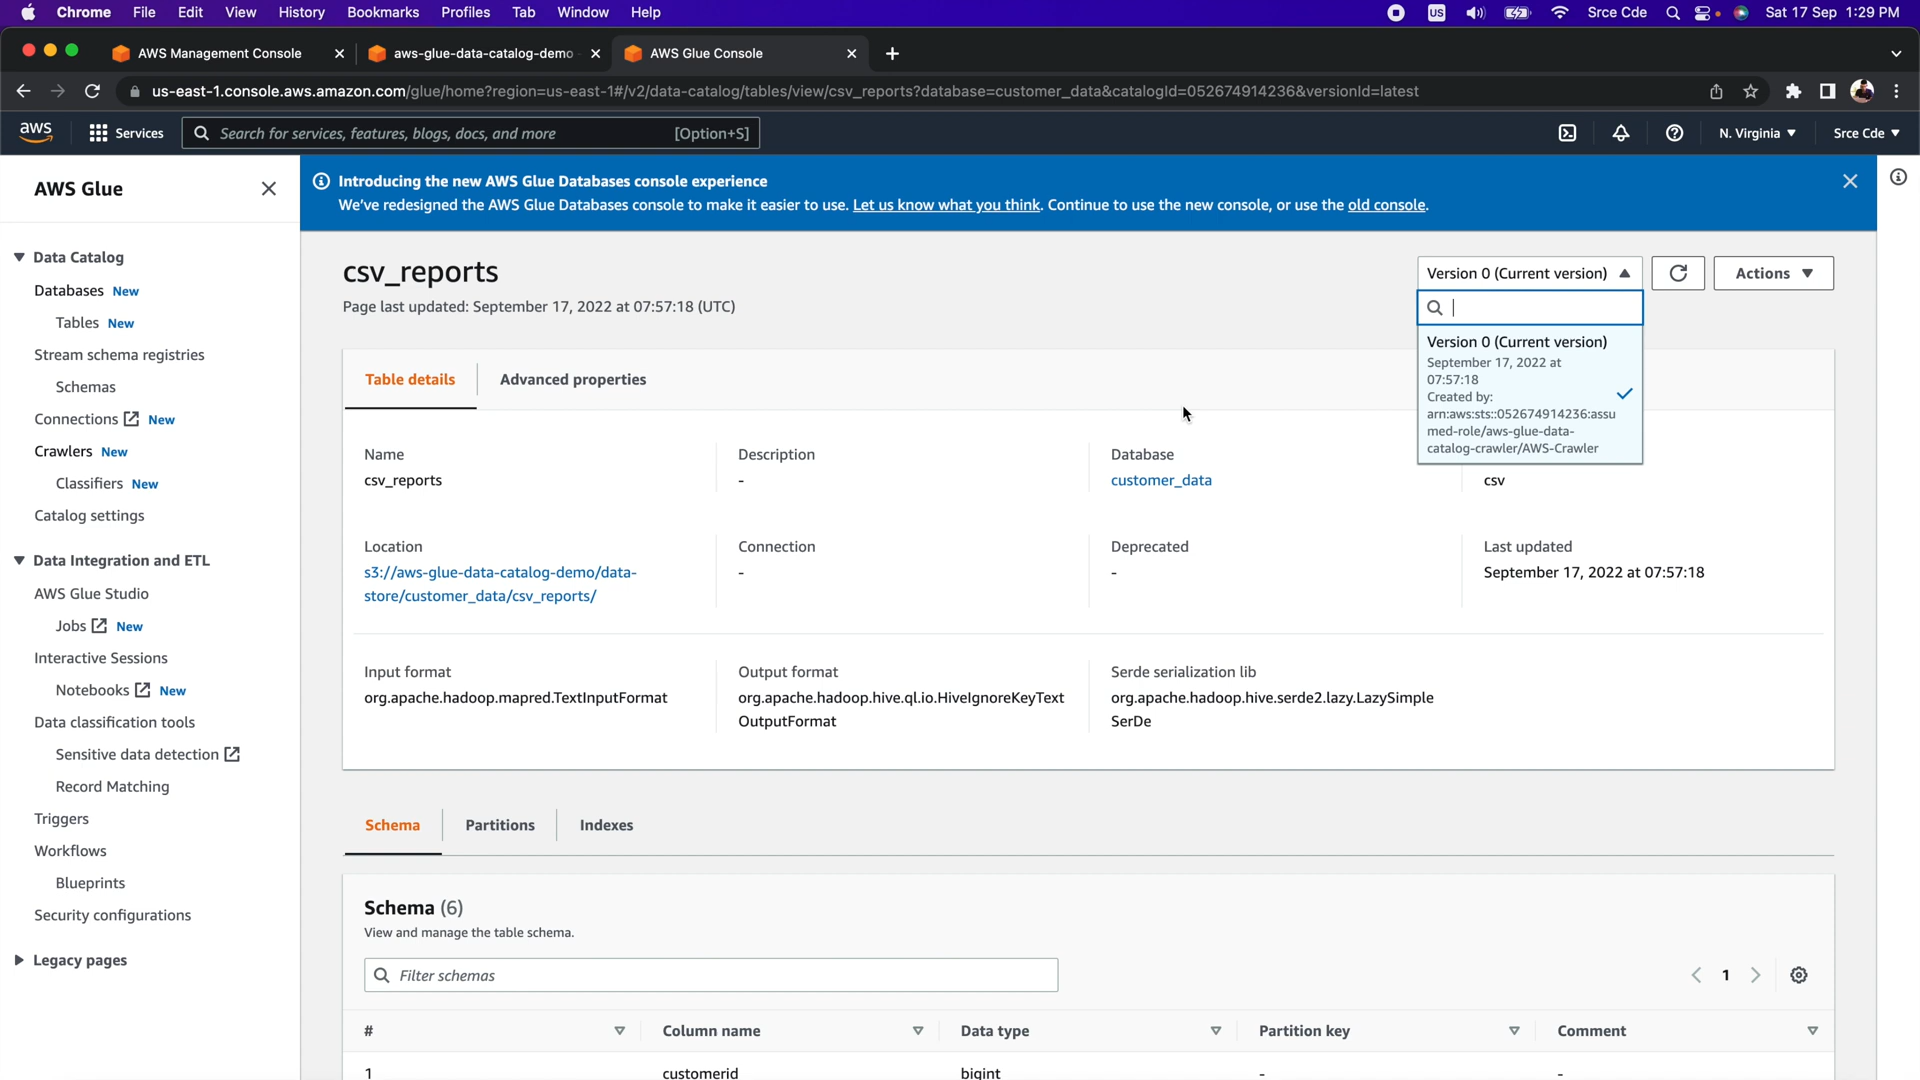 Chrome File Edit View History Bookmarks Profiles Tab Window Help US Srce Cde Sat 17 Sep 1:29 PM
AWS Management Console aws-glue-data-catalog-demo AWS Glue Console
us-east-1.console.aws.amazon.com/glue/home?region=us-east-1#/v2/data-catalog/tables/view/csv_reports?database=customer_data&catalogId=052674914236&versionId=latest
aws Services Search for services, features, blogs, docs, and more [Option+S] N. Virginia Srce Cde
AWS Glue
Data Catalog
Databases New
Tables New
Stream schema registries
Schemas
Connections New
Crawlers New
Classifiers New
Catalog settings
Data Integration and ETL
AWS Glue Studio
Jobs New
Interactive Sessions
Notebooks New
Data classification tools
Sensitive data detection
Record Matching
Triggers
Workflows
Blueprints
Security configurations
Legacy pages
Introducing the new AWS Glue Databases console experience
We've redesigned the AWS Glue Databases console to make it easier to use. Let us know what you think. Continue to use the new console, or use the old console.
csv_reports
Page last updated: September 17, 2022 at 07:57:18 (UTC)
Version 0 (Current version)
Actions
Version 0 (Current version)
September 17, 2022 at
07:57:18
Created by:
arn:aws:sts::052674914236:assu
med-role/aws-glue-data-
catalog-crawler/AWS-Crawler
Table details Advanced properties
Name
csv_reports
Description
-
Database
customer_data
csv
Location
s3://aws-glue-data-catalog-demo/data-
store/customer_data/csv_reports/
Connection
-
Deprecated
-
Last updated
September 17, 2022 at 07:57:18
Input format
org.apache.hadoop.mapred.TextInputFormat
Output format
org.apache.hadoop.hive.ql.io.HiveIgnoreKeyText
OutputFormat
Serde serialization lib
org.apache.hadoop.hive.serde2.lazy.LazySimple
SerDe
Schema Partitions Indexes
Schema (6)
View and manage the table schema.
Filter schemas
1
# Column name Data type Partition key Comment
1 customerid bigint - -